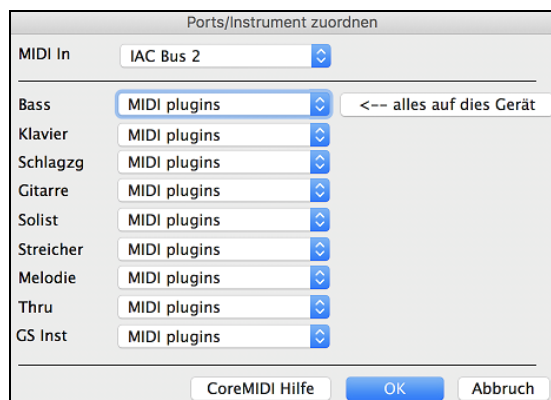 Ports/Instrument zuordnen
MIDI In IAC Bus 2
Bass MIDI plugins <-- alles auf dies Gerät
Klavier MIDI plugins
Schlagzg MIDI plugins
Gitarre MIDI plugins
Solist MIDI plugins
Streicher MIDI plugins
Melodie MIDI plugins
Thru MIDI plugins
GS Inst MIDI plugins
CoreMIDI Hilfe OK Abbruch